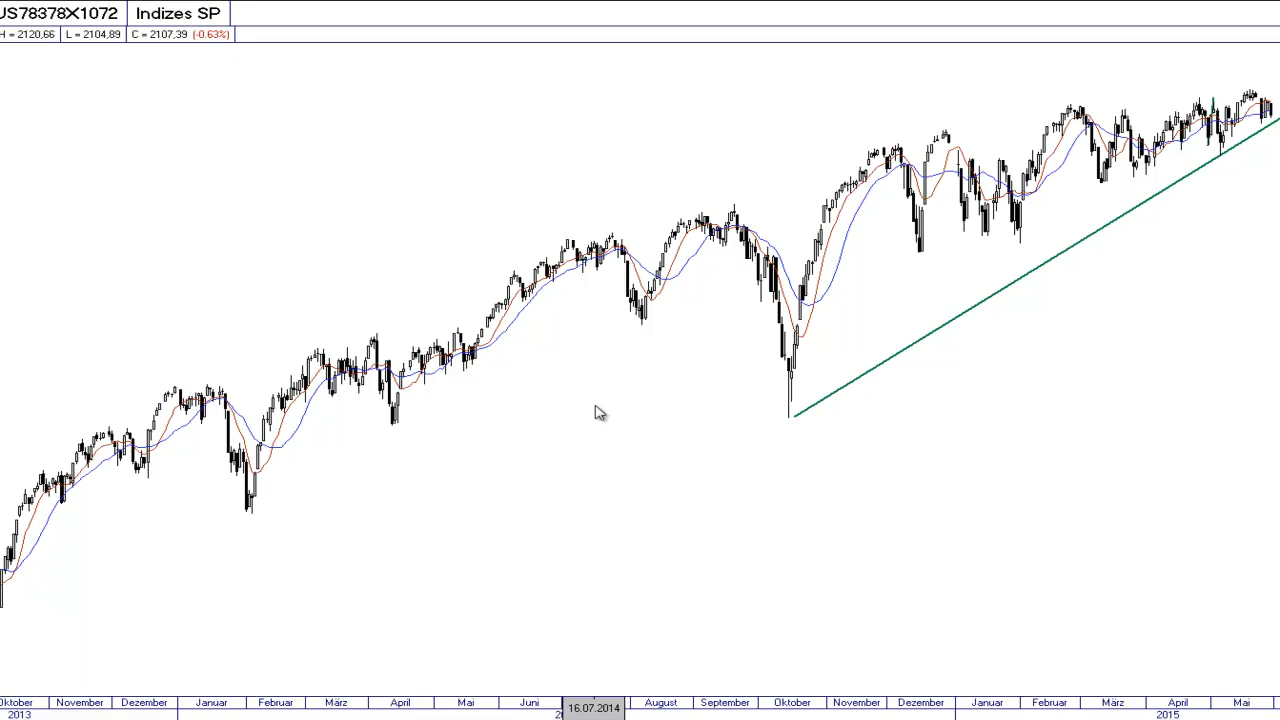 US78378X1072 Indizes SP
H = 2120,66 L = 2104,89 C = 2107,39 (-0.63%)
Oktober November Dezember Januar Februar März April Mai Juni 16.07.2014 August September Oktober November Dezember Januar Februar März April Mai
2013 2015